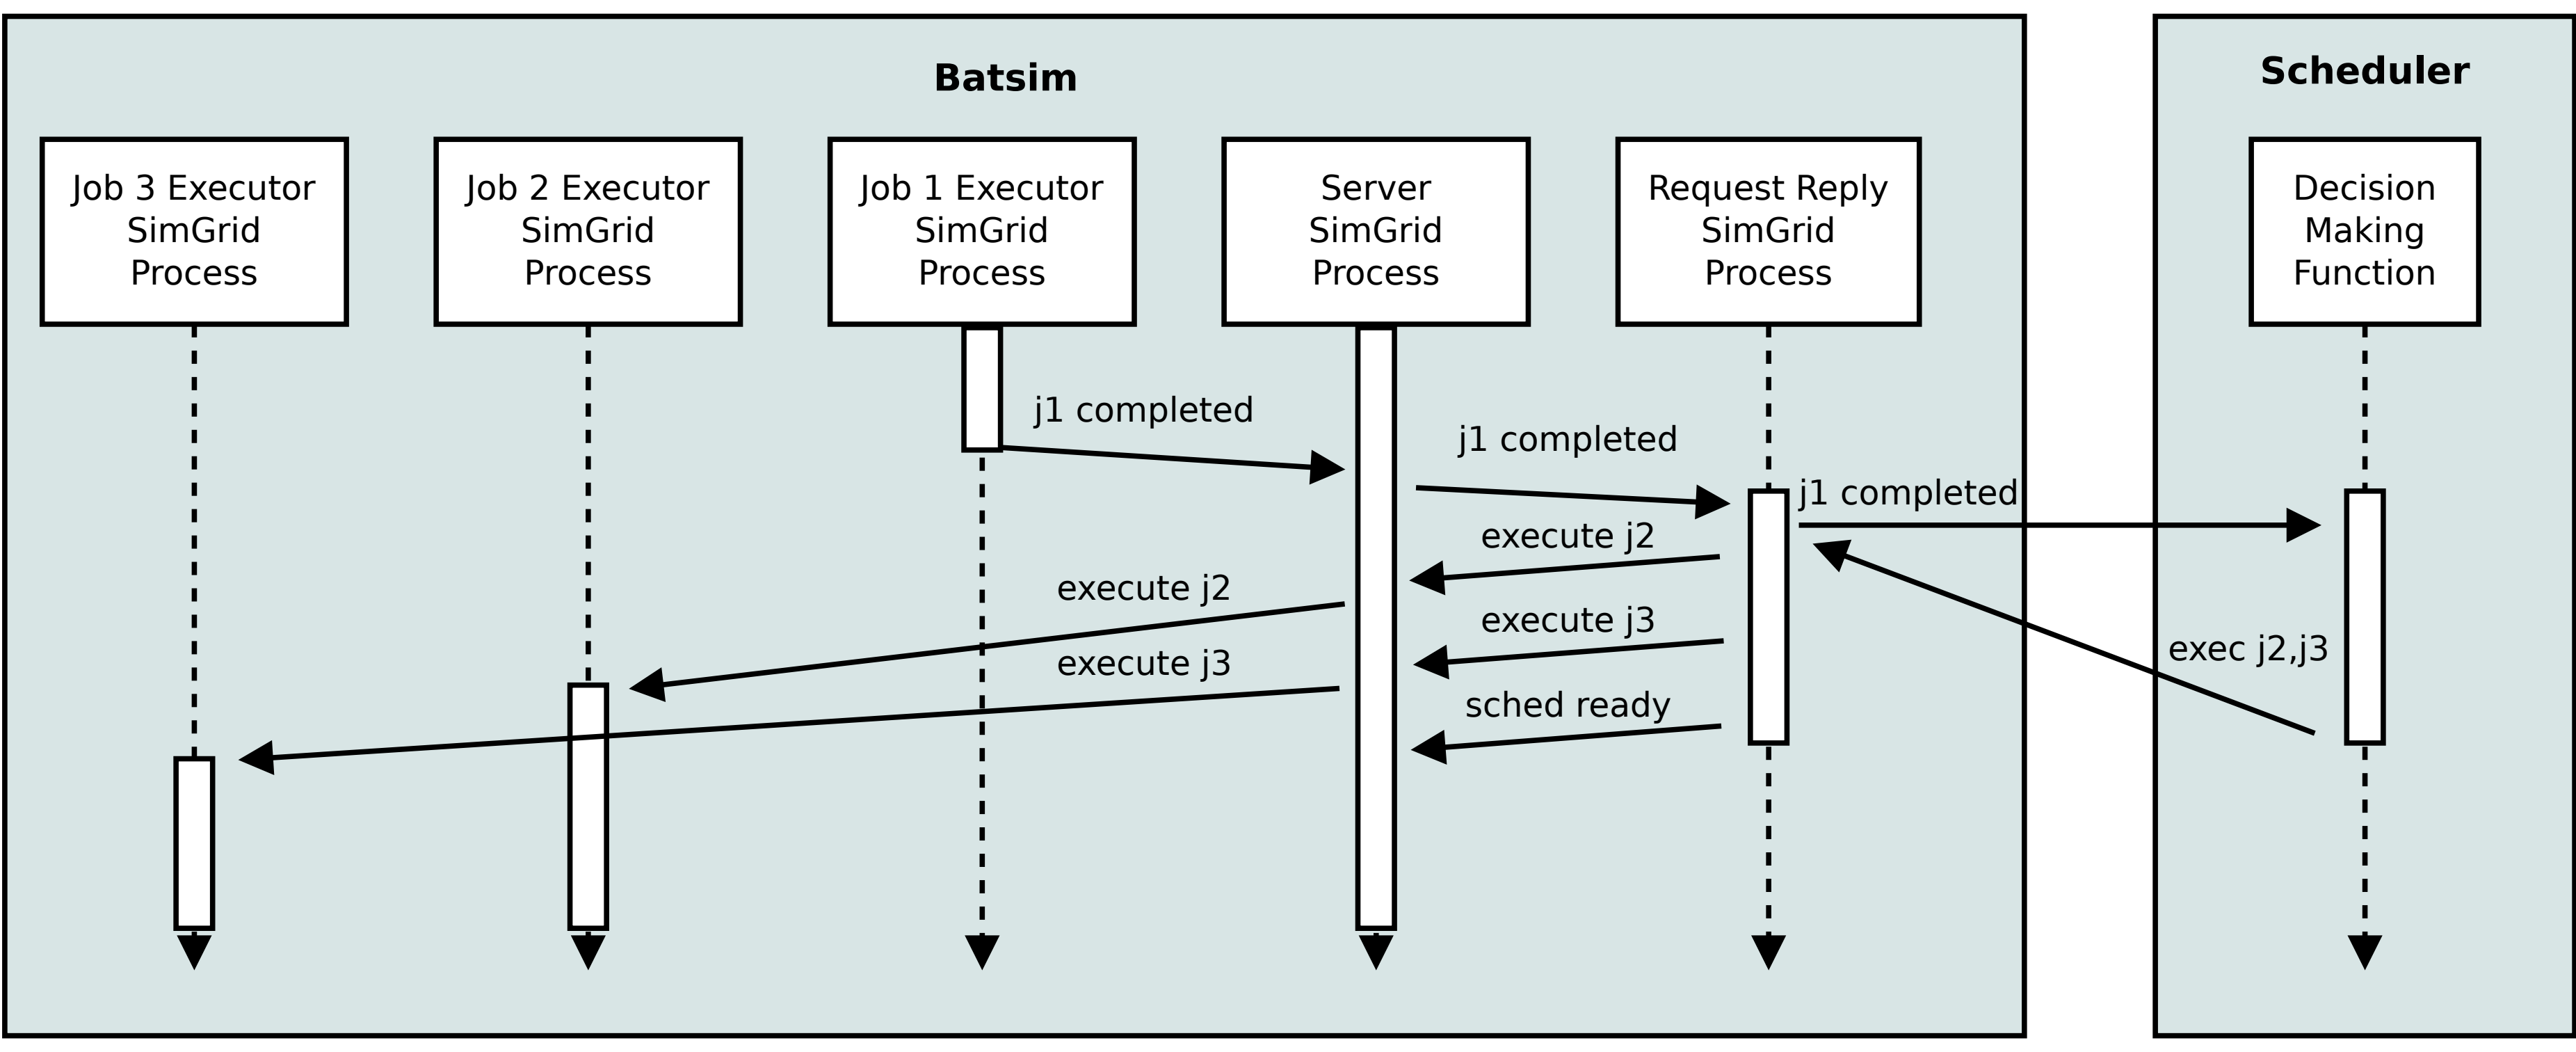 Batsim
Scheduler
Job 3 Executor
SimGrid
Process
Job 2 Executor
SimGrid
Process
Job 1 Executor
SimGrid
Process
Server
SimGrid
Process
Request Reply
SimGrid
Process
Decision
Making
Function
j1 completed
j1 completed
j1 completed
execute j2
execute j2
execute j3
exec j2,j3
execute j3
sched ready